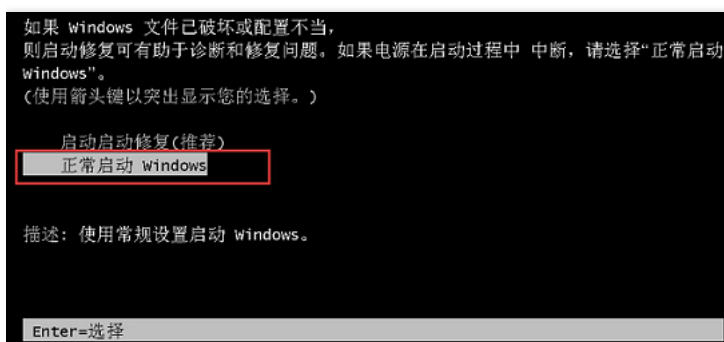 如果 Windows 文件已破坏或配置不当，
则启动修复可有助于诊断和修复问题。如果电源在启动过程中 中断，请选择“正常启动
Windows”。
(使用箭头键以突出显示您的选择。)
启动启动修复(推荐)
正常启动 Windows
描述: 使用常规设置启动 Windows。
Enter=选择